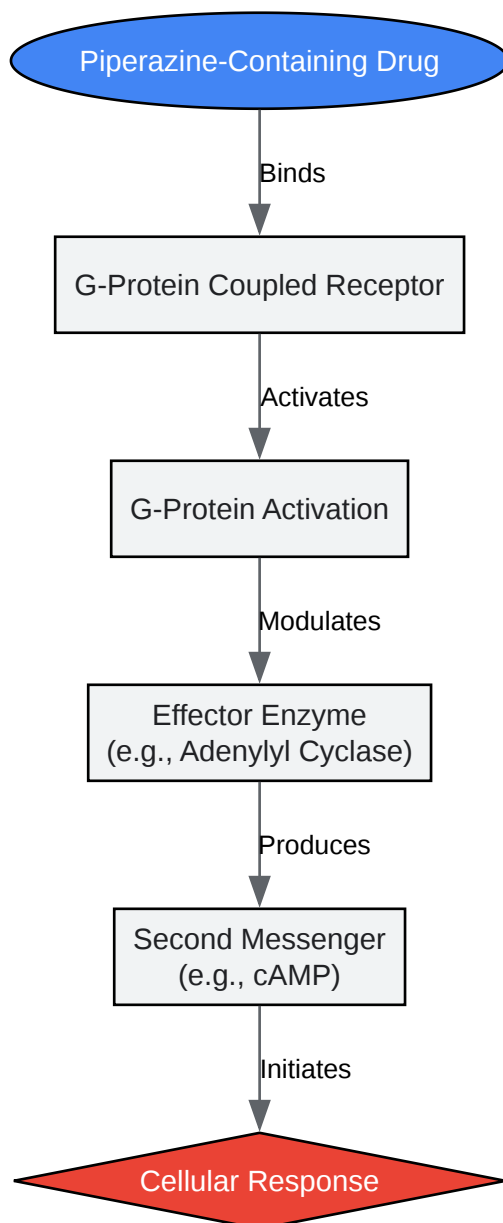 Piperazine-Containing Drug
Binds
G-Protein Coupled Receptor
Activates
G-Protein Activation
Modulates
Effector Enzyme
(e.g., Adenylyl Cyclase)
Produces
Second Messenger
(e.g., cAMP)
Initiates
Cellular Response